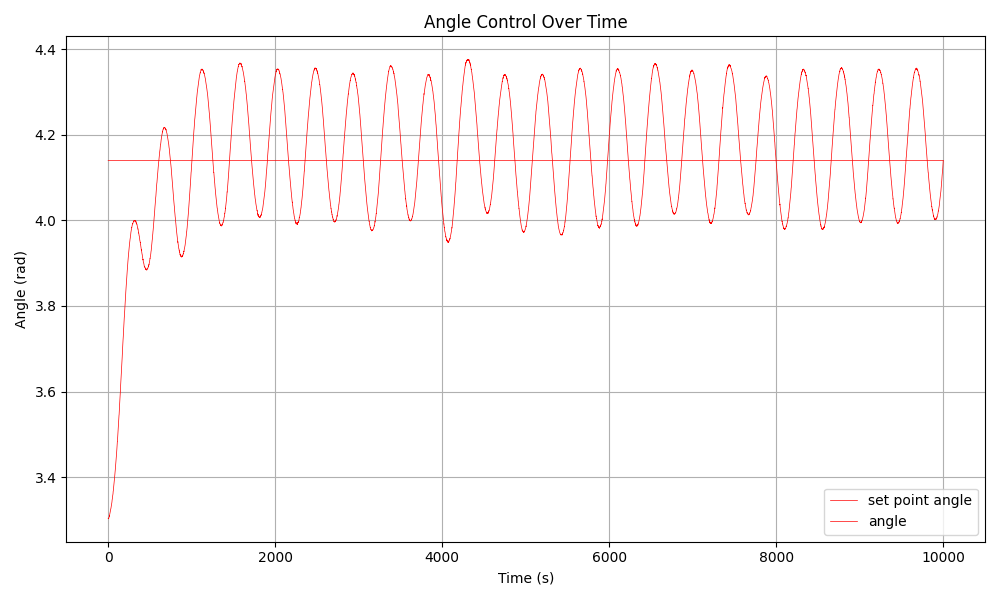 Angle Control Over Time
4.4
4.2
4.0
3.8
3.6
3.4
Angle (rad)
set point angle
angle
0 2000 4000 6000 8000 10000
Time (s)